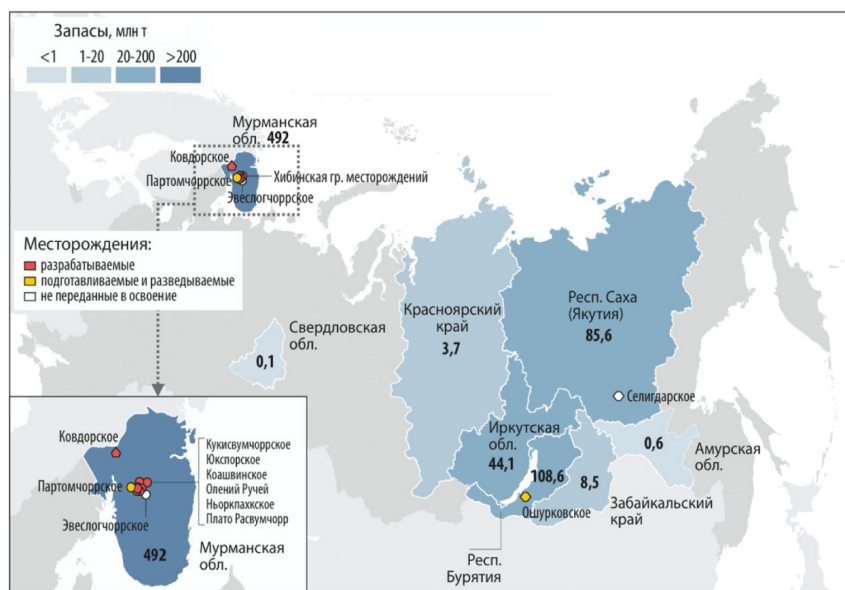 Запасы, млн т
<1 1-20 20-200 >200
Мурманская
обл. 492
Ковдорское
Партомчоррское
Хибинская гр. месторождений
Эвеслогчоррское
Месторождения:
разрабатываемые
подготавливаемые и разведываемые
не переданные в освоение
Свердловская
обл.
0,1
Красноярский
край
3,7
Респ. Саха
(Якутия)
85,6
Селигдарское
Иркутская
обл.
44,1
108,6
8,5
0,6
Амурская
обл.
Ошурковское
Забайкальский
край
Респ.
Бурятия
Ковдорское
Партомчоррское
Эвеслогчоррское
Кукисвумчоррское
Юкспорское
Коашвинское
Олений Ручей
Ньоркпахкское
Плато Расвумчорр
492
Мурманская
обл.